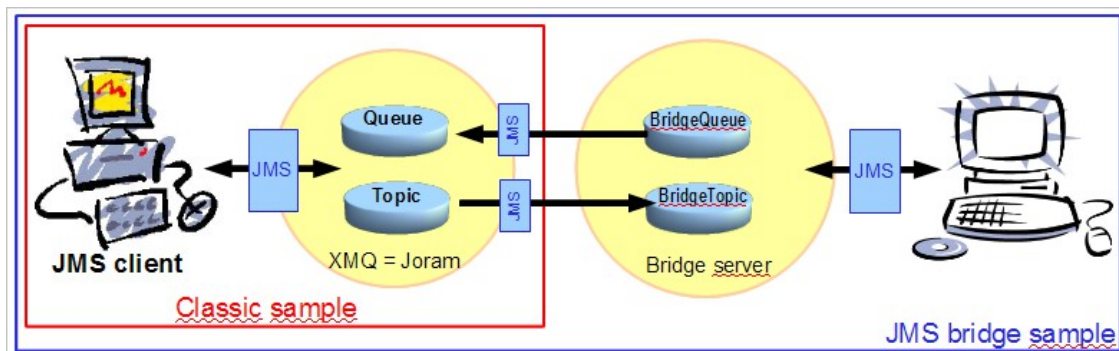 Queue
BridgeQueue
JMS
JMS
JMS
Topic
JMS
BridgeTopic
JMS client
XMQ = Joram
Bridge server
Classic sample
JMS bridge sample